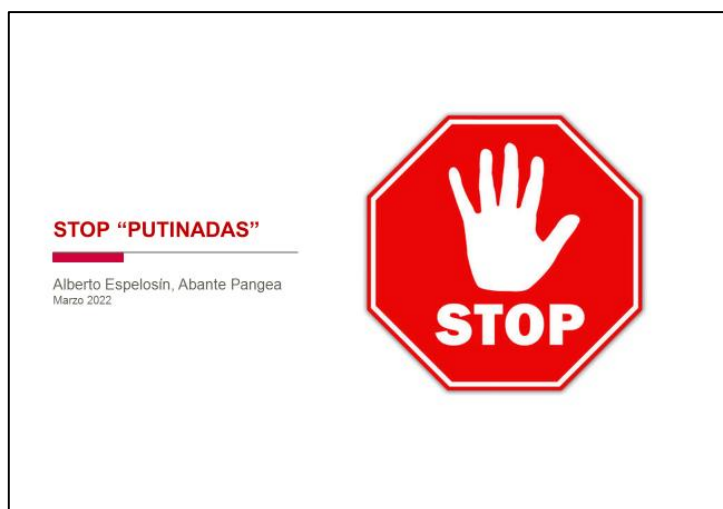 STOP “PUTINADAS”
Alberto Espelosín, Abante Pangea
Marzo 2022
STOP